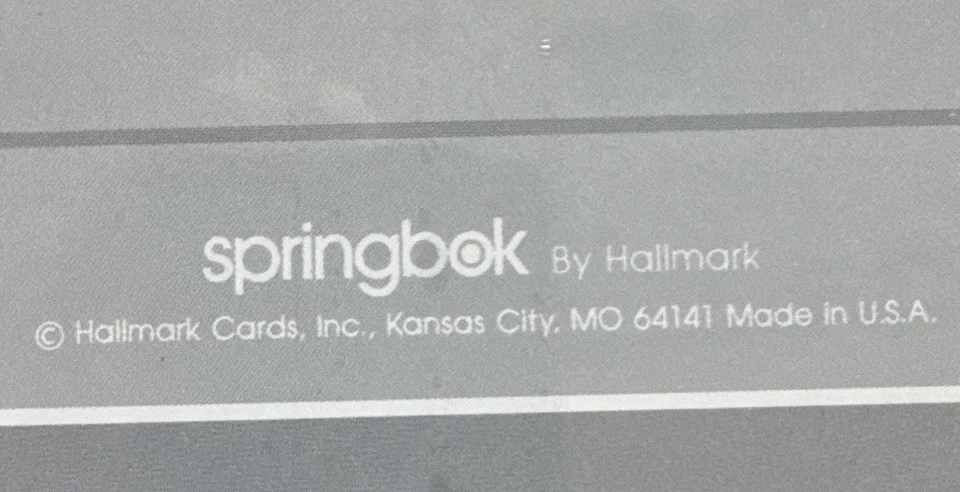 springbok By Hallmark
© Hallmark Cards, Inc., Kansas City, MO 64141 Made in U.S.A.